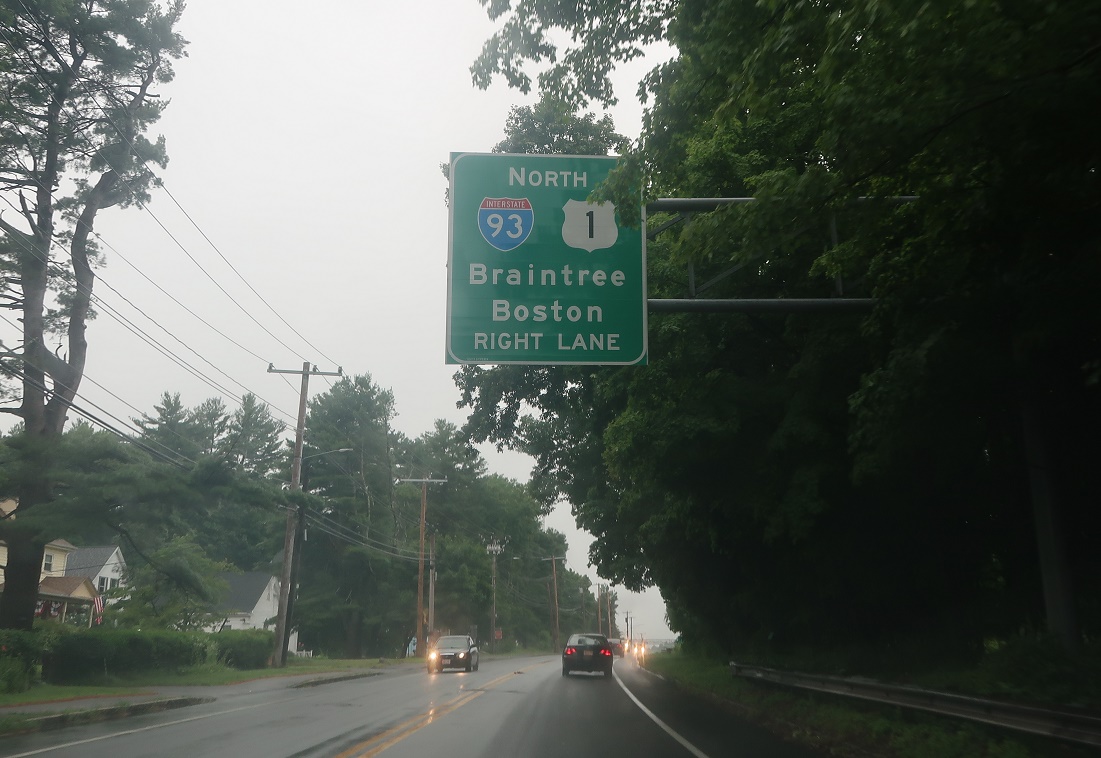 NORTH
INTERSTATE
93 1
Braintree
Boston
RIGHT LANE